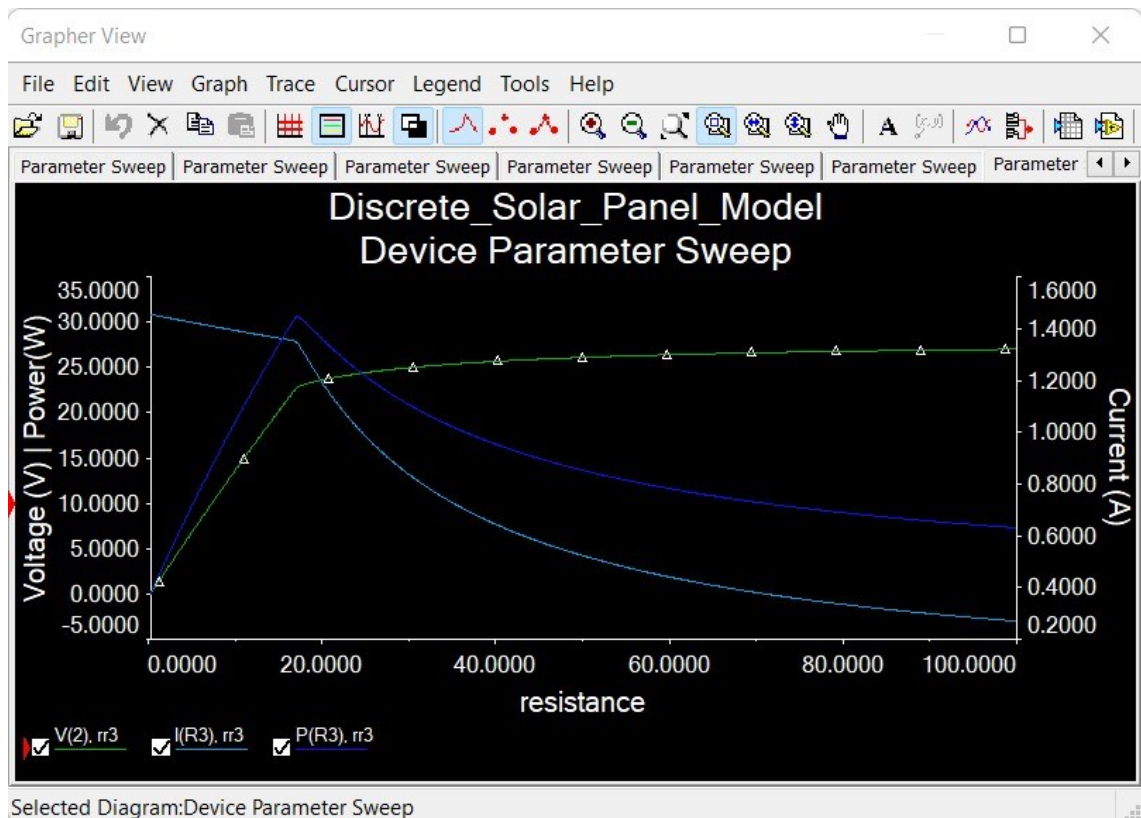 Grapher View
File Edit View Graph Trace Cursor Legend Tools Help
A (x,y)
Parameter Sweep Parameter Sweep Parameter Sweep Parameter Sweep Parameter Sweep Parameter Sweep Parameter
Discrete_Solar_Panel_Model
Device Parameter Sweep
Voltage (V) | Power(W)
35.0000
30.0000
25.0000
20.0000
15.0000
10.0000
5.0000
0.0000
-5.0000
1.6000
1.4000
1.2000
1.0000
0.8000
0.6000
0.4000
0.2000
Current (A)
0.0000 20.0000 40.0000 60.0000 80.0000 100.0000
resistance
V(2), rr3 I(R3), rr3 P(R3), rr3
Selected Diagram:Device Parameter Sweep